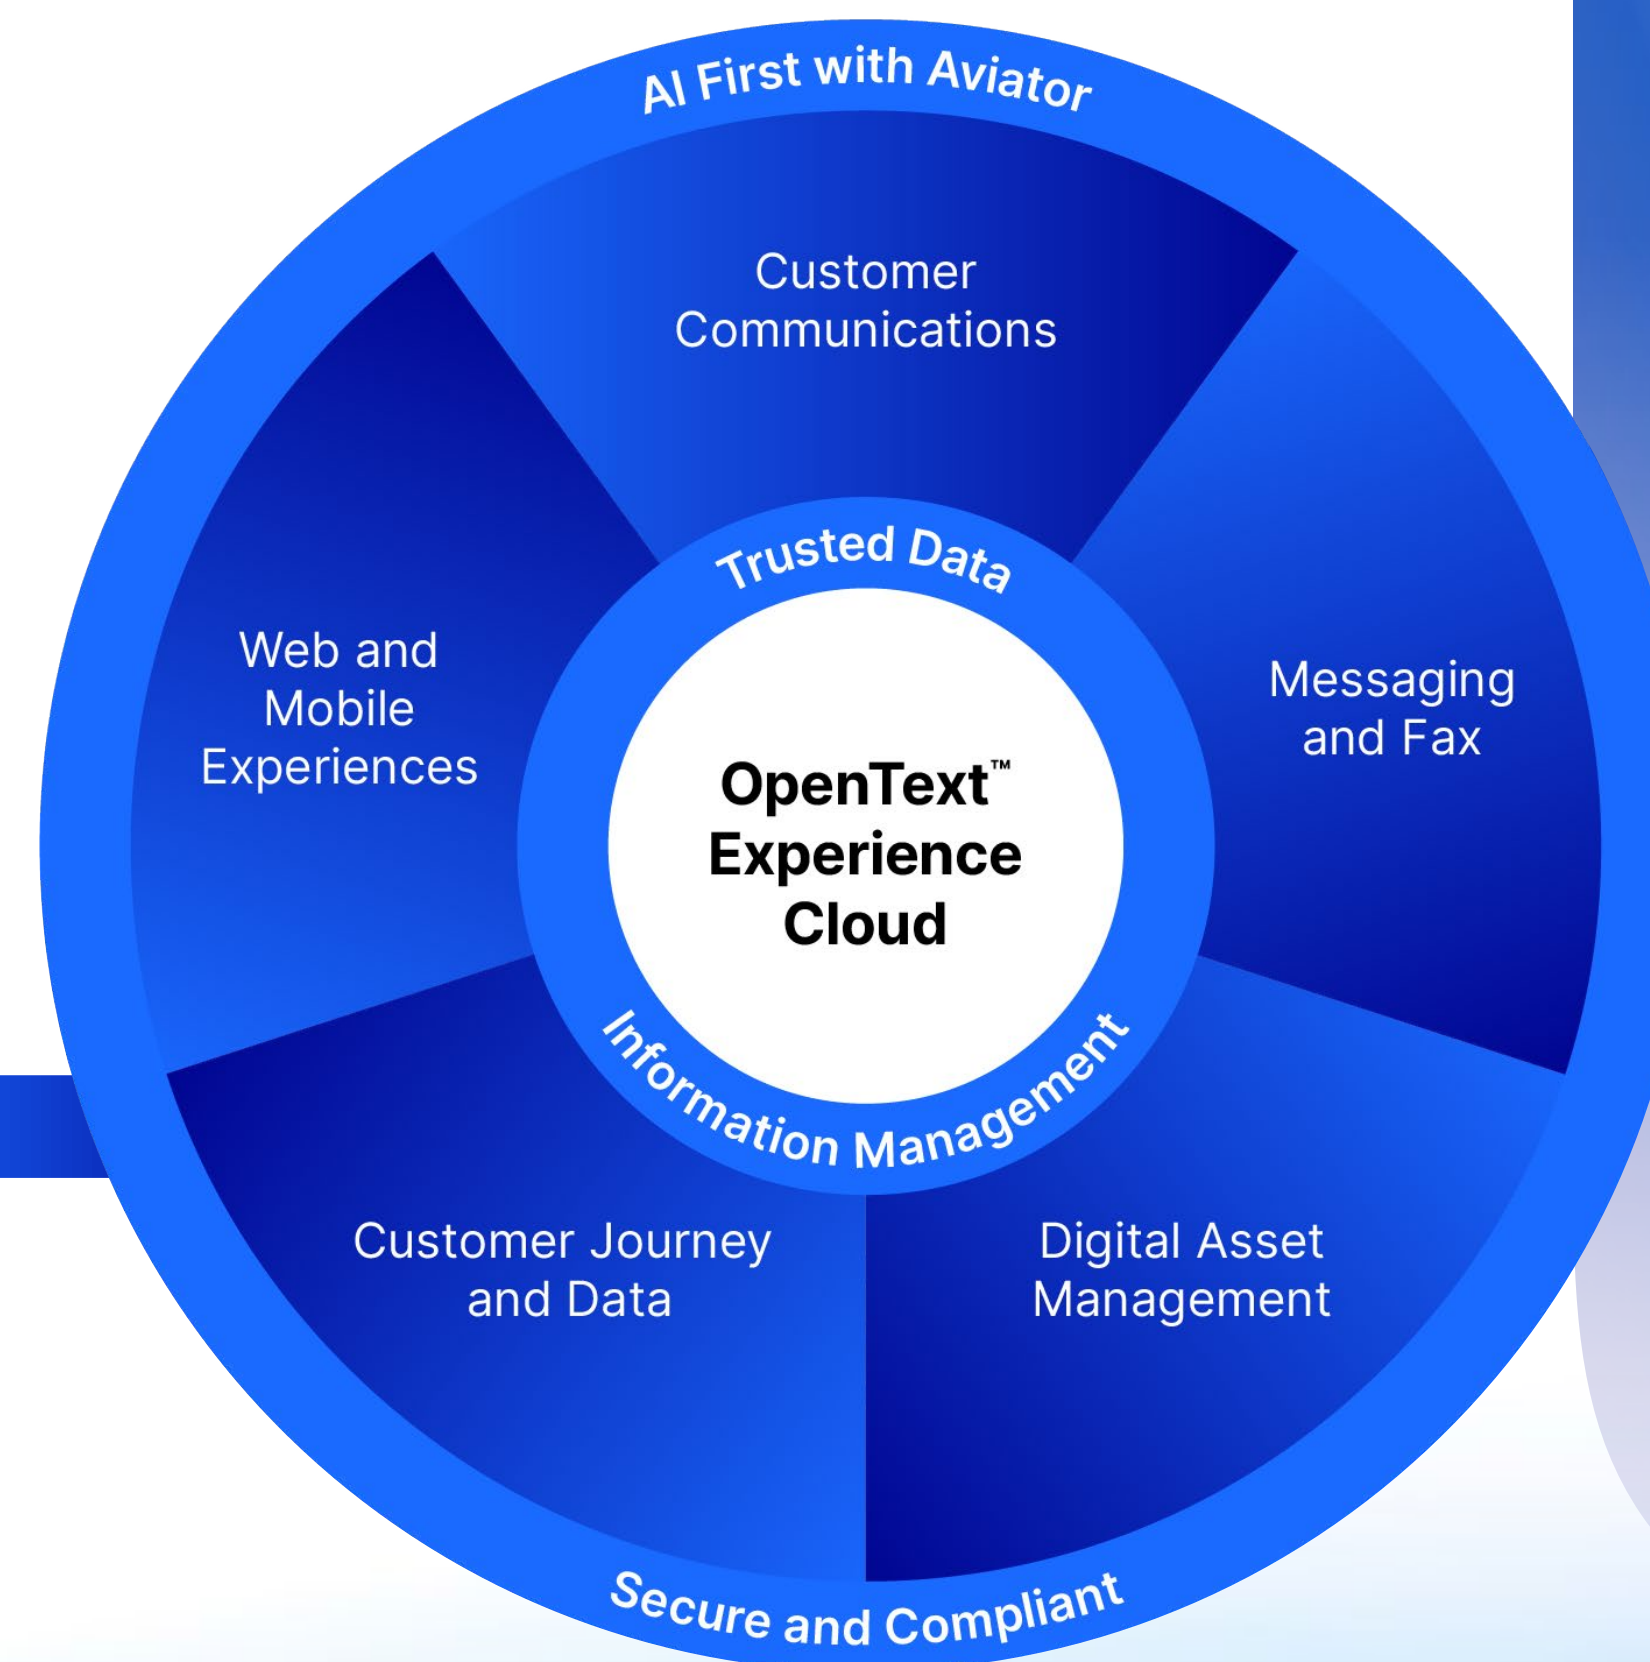 AI First with Aviator
Customer
Communications
Trusted Data
Web and
Mobile
Experiences
Messaging
and Fax
OpenText™
Experience
Cloud
Information Management
Customer Journey
and Data
Digital Asset
Management
Secure and Compliant